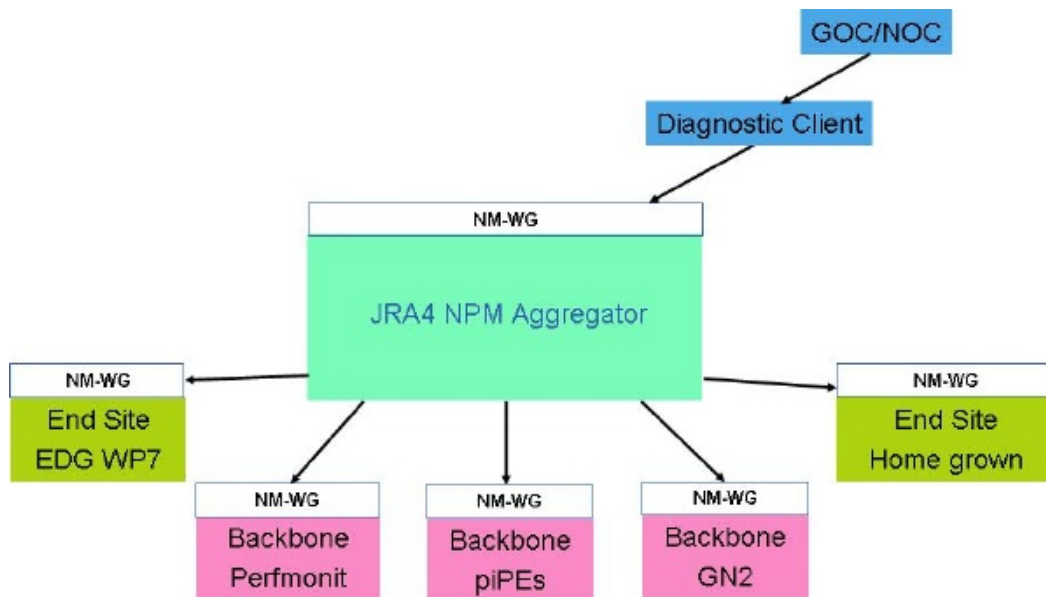 GOC/NOC
Diagnostic Client
NM-WG
JRA4 NPM Aggregator
NM-WG
End Site
EDG WP7
NM-WG
End Site
Home grown
NM-WG
Backbone
Perfmonit
NM-WG
Backbone
piPEs
NM-WG
Backbone
GN2